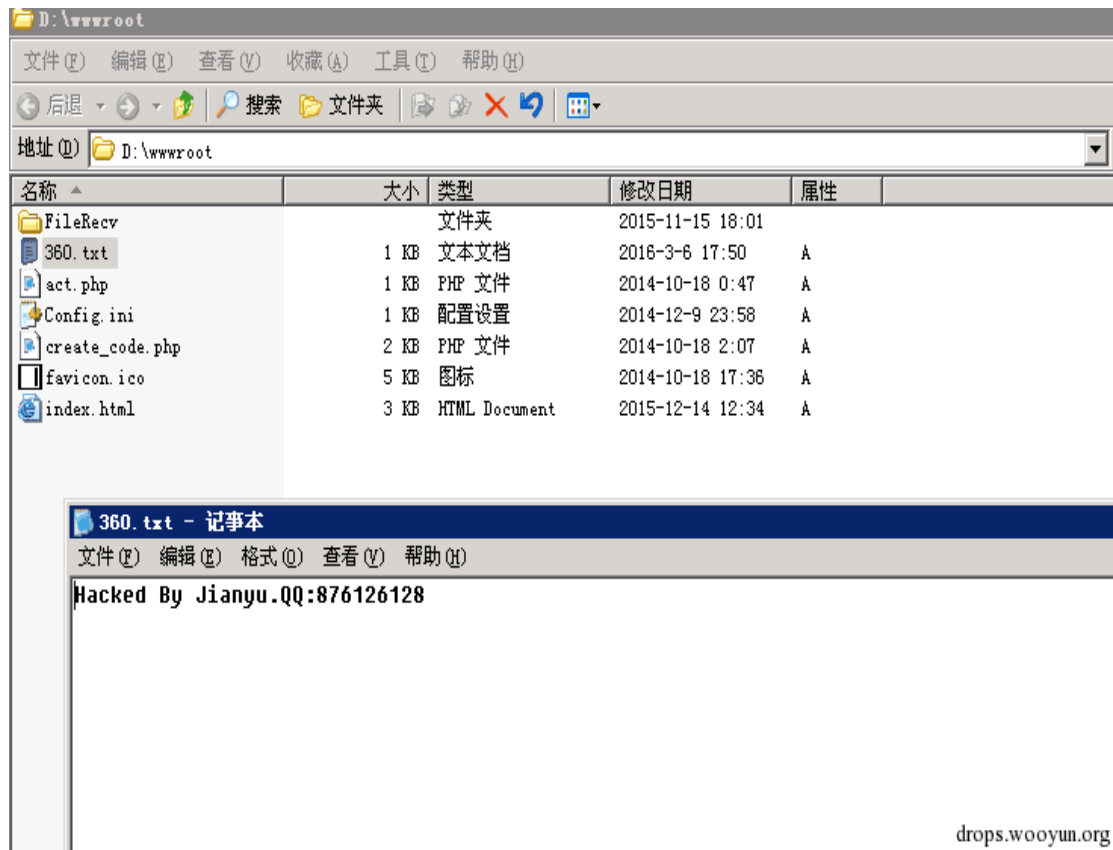 D:\wwwroot
文件(F) 编辑(E) 查看(V) 收藏(A) 工具(T) 帮助(H)
后退 搜索 文件夹
地址(D) D:\wwwroot
名称 大小 类型 修改日期 属性
FileRecv 文件夹 2015-11-15 18:01
360.txt 1 KB 文本文档 2016-3-6 17:50 A
act.php 1 KB PHP 文件 2014-10-18 0:47 A
Config.ini 1 KB 配置设置 2014-12-9 23:58 A
create_code.php 2 KB PHP 文件 2014-10-18 2:07 A
favicon.ico 5 KB 图标 2014-10-18 17:36 A
index.html 3 KB HTML Document 2015-12-14 12:34 A
360.txt - 记事本
文件(F) 编辑(E) 格式(O) 查看(V) 帮助(H)
Hacked By Jianyu.QQ:876126128
drops.wooyun.org